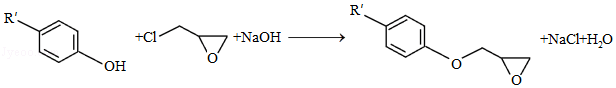 R′ OH +Cl O +NaOH R′ O O +NaCl+H₂O